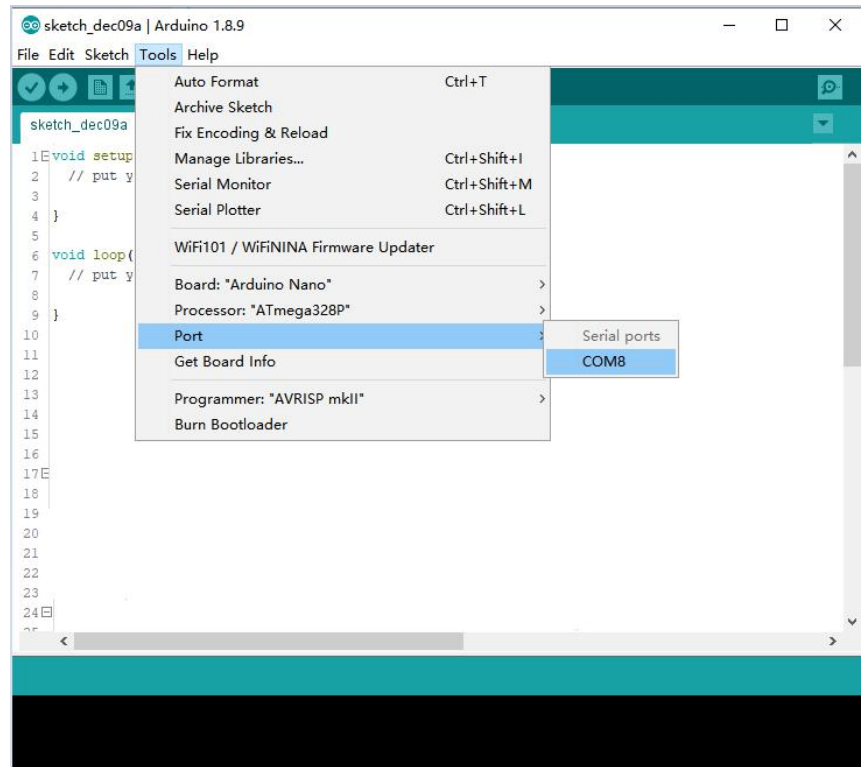 sketch_dec09a | Arduino 1.8.9
File Edit Sketch Tools Help
sketch_dec09a
Auto Format Ctrl+T
Archive Sketch
Fix Encoding & Reload
Manage Libraries... Ctrl+Shift+I
Serial Monitor Ctrl+Shift+M
Serial Plotter Ctrl+Shift+L
WiFi101 / WiFiNINA Firmware Updater
Board: "Arduino Nano"
Processor: "ATmega328P"
Port
Get Board Info
Programmer: "AVRISP mkII"
Burn Bootloader
Serial ports
COM8
1 void setup
2 // put y
3
4 }
5
6 void loop(
7 // put y
8
9 }
10
11
12
13
14
15
16
17
18
19
20
21
22
23
24